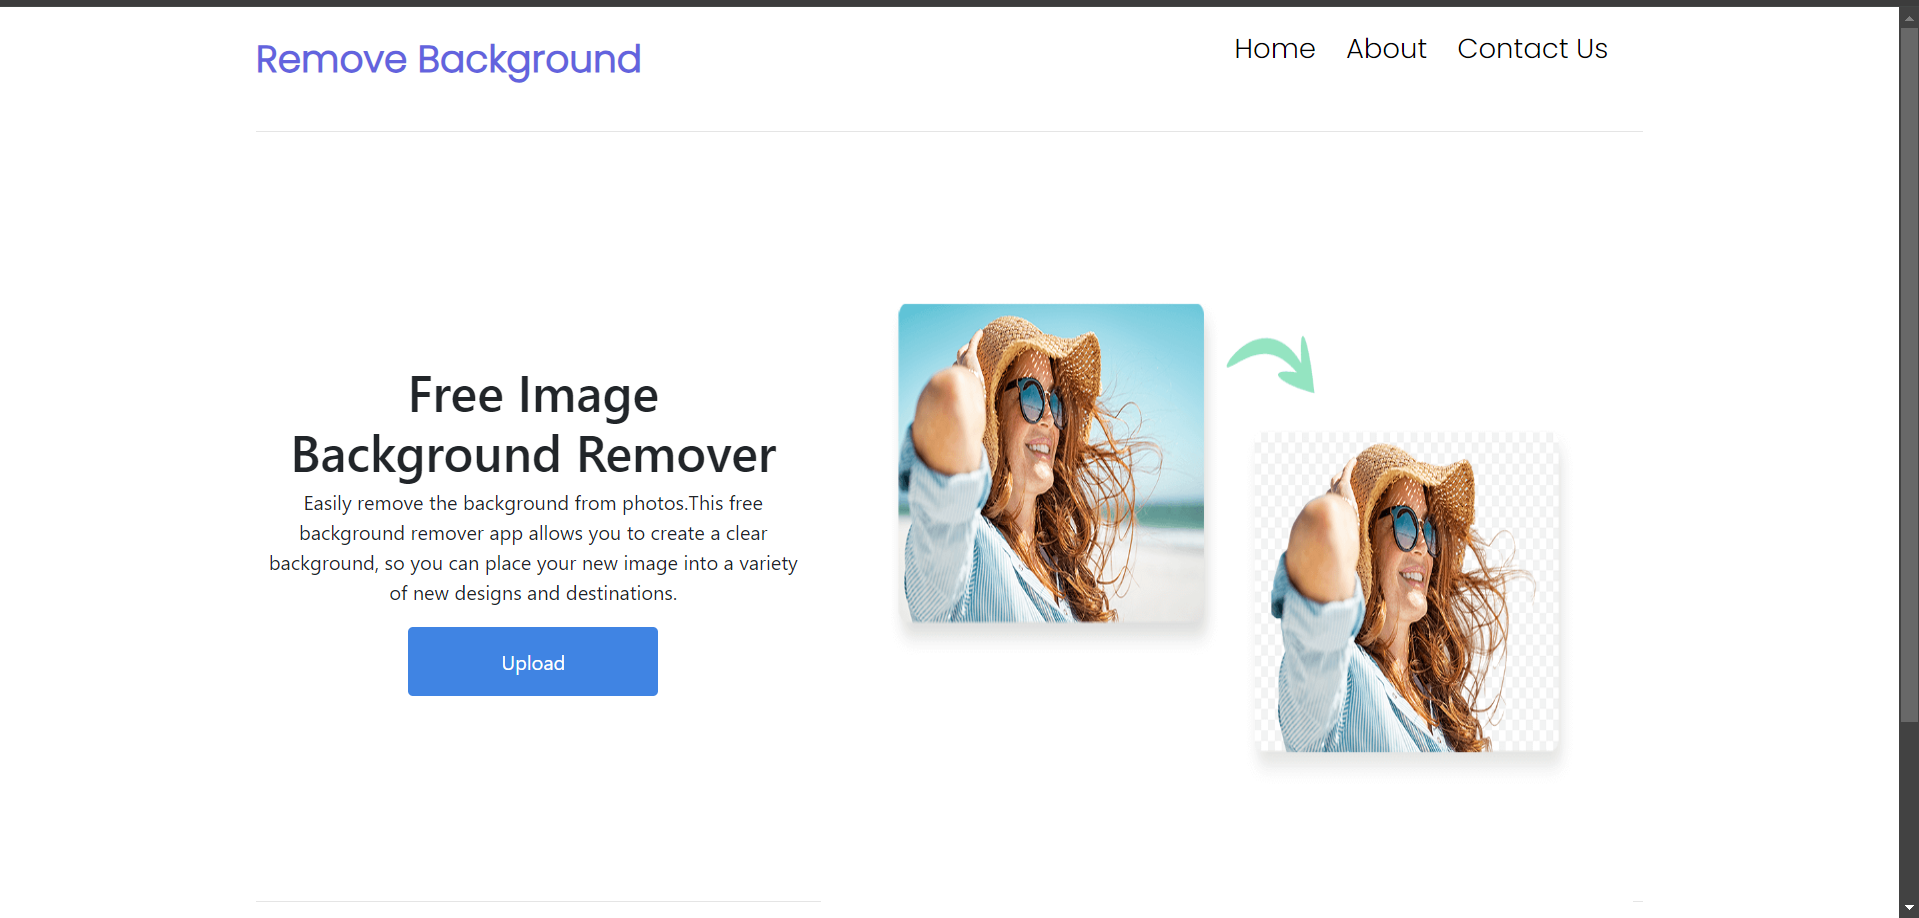 Remove Background
Home About Contact Us
Free Image
Background Remover
Easily remove the background from photos.This free
background remover app allows you to create a clear
background, so you can place your new image into a variety
of new designs and destinations.
Upload